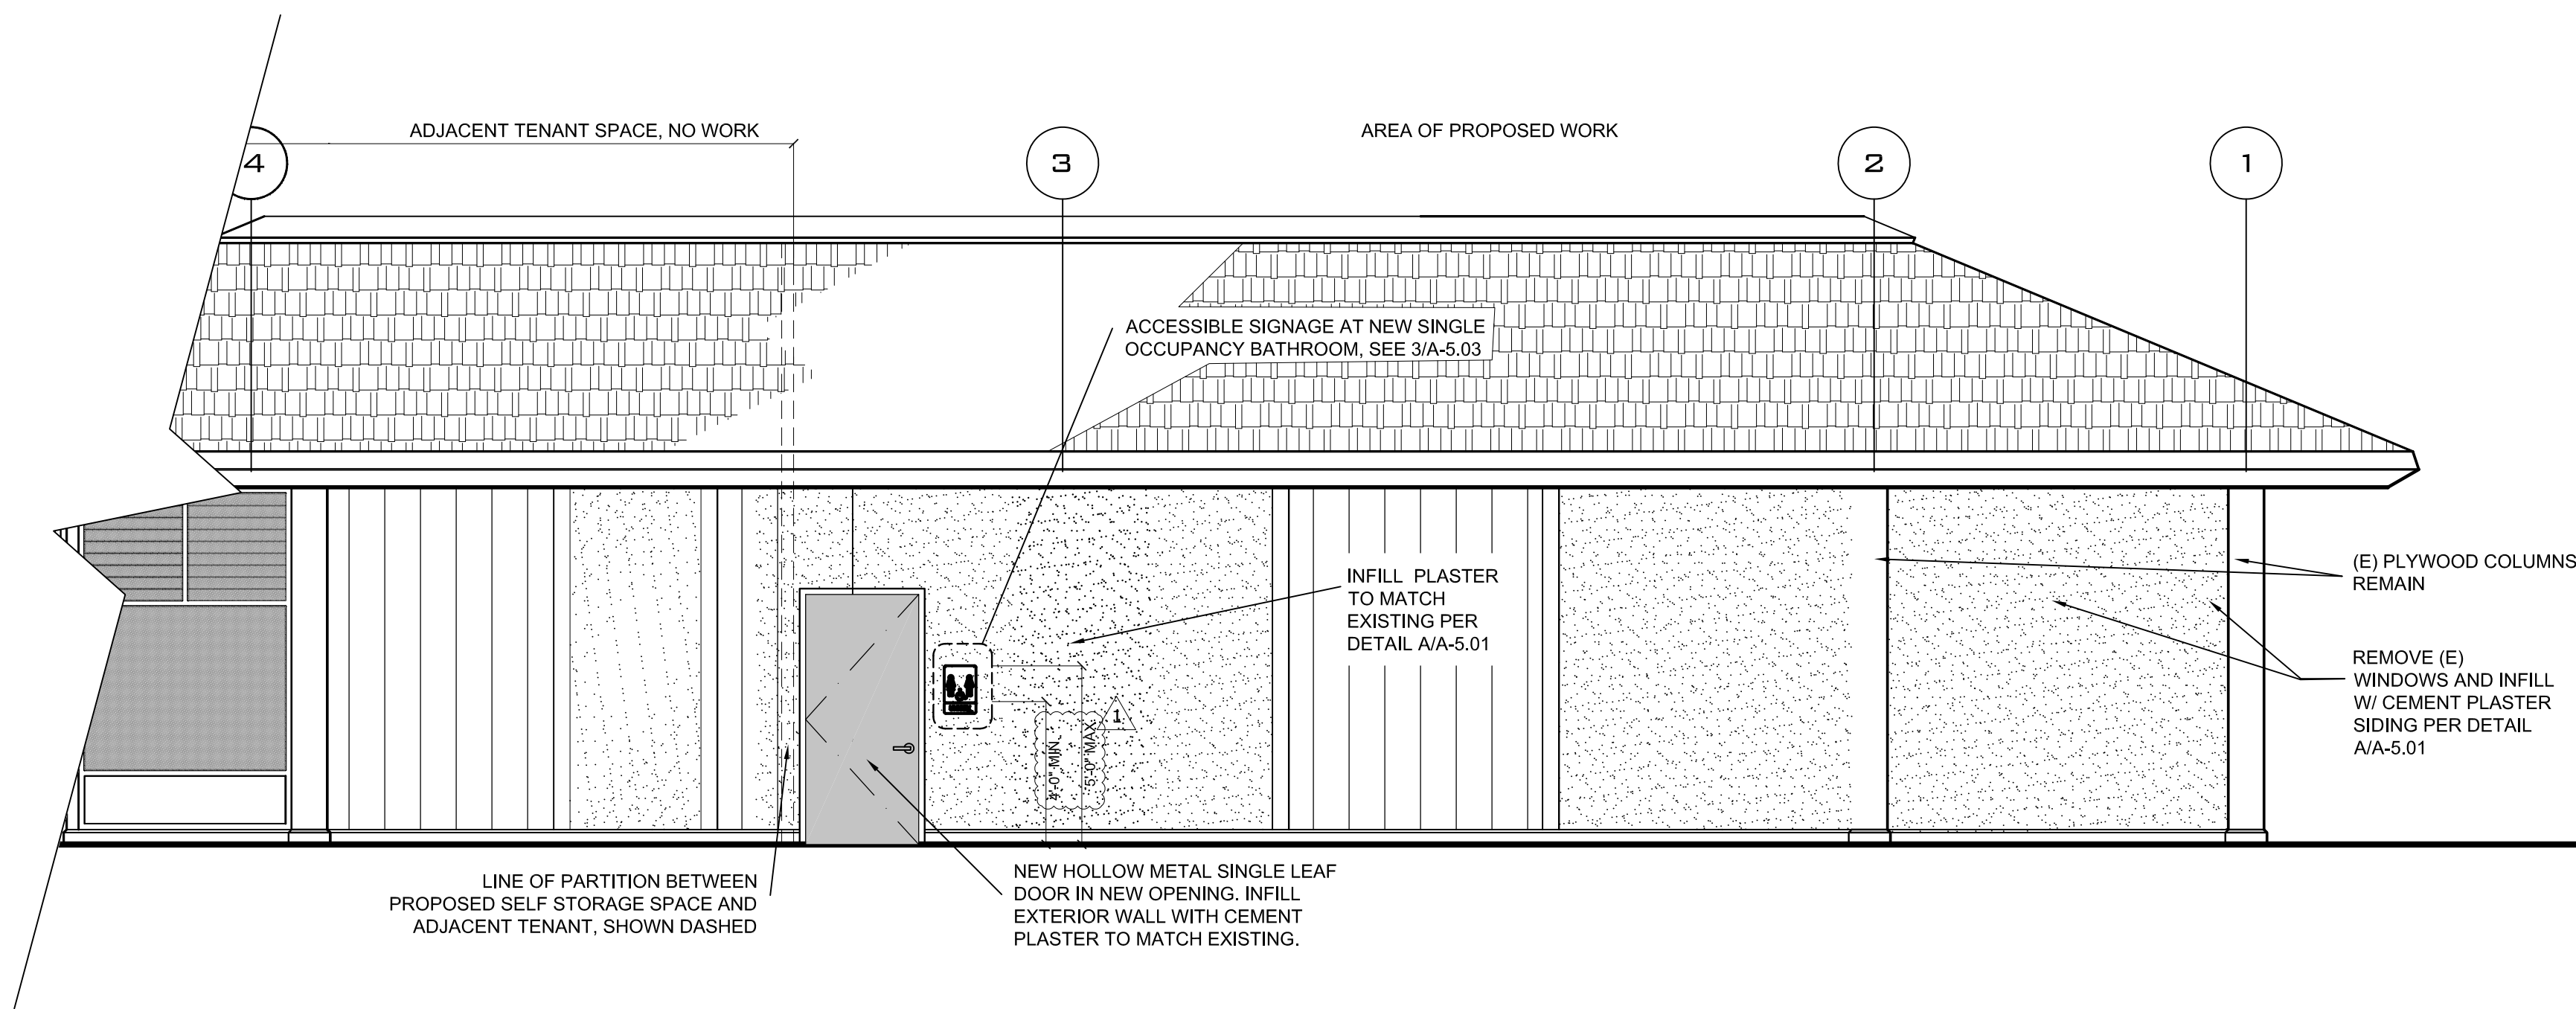 ADJACENT TENANT SPACE, NO WORK
AREA OF PROPOSED WORK
4
3
2
1
ACCESSIBLE SIGNAGE AT NEW SINGLE
OCCUPANCY BATHROOM, SEE 3/A-5.03
INFILL PLASTER
TO MATCH
EXISTING PER
DETAIL A/A-5.01
(E) PLYWOOD COLUMNS
REMAIN
REMOVE (E)
WINDOWS AND INFILL
W/ CEMENT PLASTER
SIDING PER DETAIL
A/A-5.01
4'-0" MIN.
5'-0" MAX.
1
LINE OF PARTITION BETWEEN
PROPOSED SELF STORAGE SPACE AND
ADJACENT TENANT, SHOWN DASHED
NEW HOLLOW METAL SINGLE LEAF
DOOR IN NEW OPENING. INFILL
EXTERIOR WALL WITH CEMENT
PLASTER TO MATCH EXISTING.